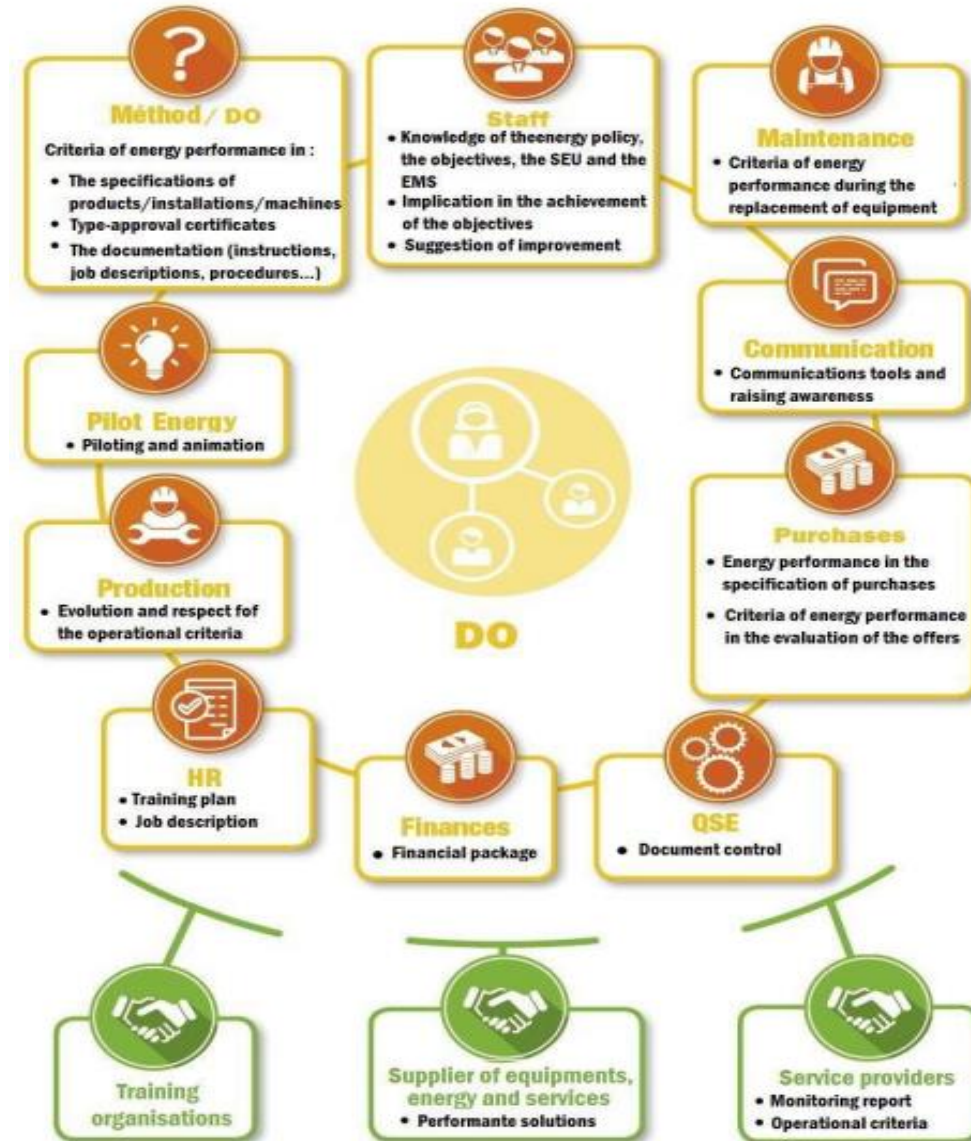 ?
Méthod / DO
Criteria of energy performance in :
• The specifications of
products/installations/machines
• Type-approval certificates
• The documentation (instructions,
job descriptions, procedures...)
Staff
• Knowledge of theenergy policy,
the objectives, the SEU and the
EMS
• Implication in the achievement
of the objectives
• Suggestion of improvement
Maintenance
• Criteria of energy
performance during the
replacement of equipment
Communication
• Communications tools and
raising awareness
Pilot Energy
• Piloting and animation
Production
• Evolution and respect fof
the operational criteria
DO
Purchases
• Energy performance in the
specification of purchases
• Criteria of energy performance
in the evaluation of the offers
HR
• Training plan
• Job description
Finances
• Financial package
QSE
• Document control
Training
organisations
Supplier of equipments,
energy and services
• Performante solutions
Service providers
• Monitoring report
• Operational criteria